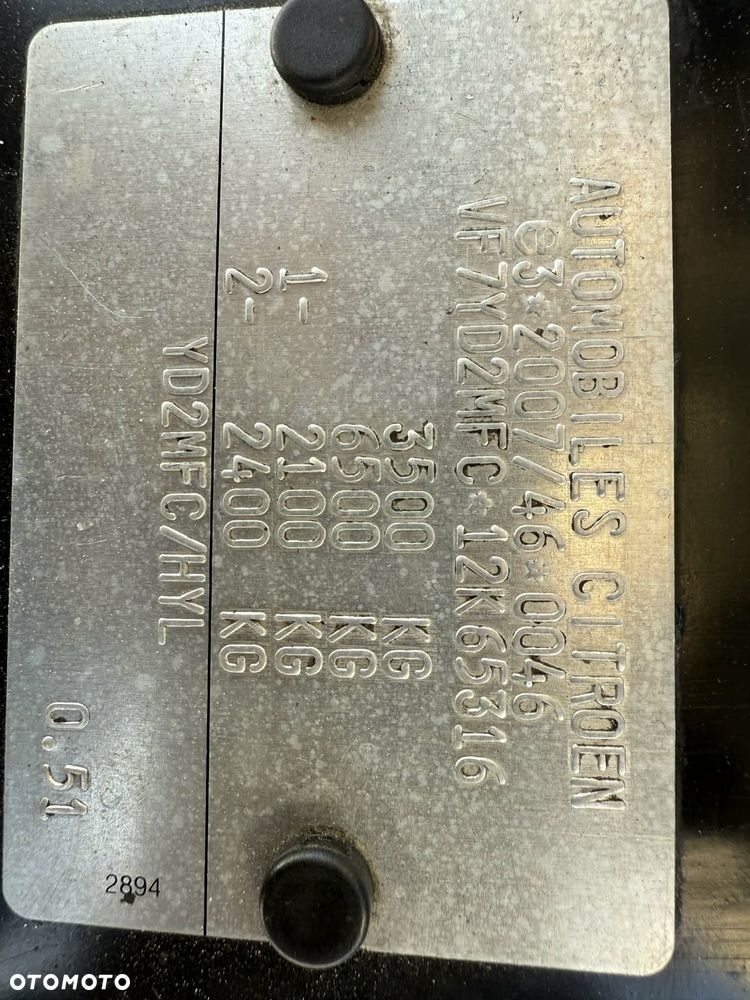 AUTOMOBILES CITROEN
e3*2007/46*0046
VF7YD2MFC*12K65316
3500 KG
6500 KG
1- 2100 KG
2- 2400 KG
YD2MFC/HYL
0.51
2894
OTOMOTO